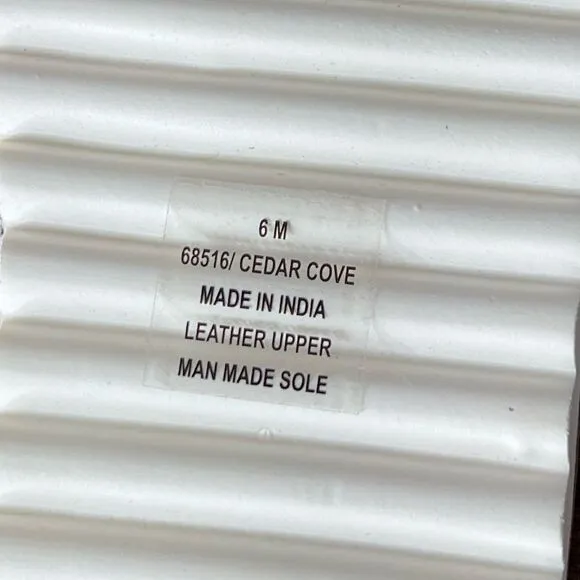 6 M
68516/ CEDAR COVE
MADE IN INDIA
LEATHER UPPER
MAN MADE SOLE